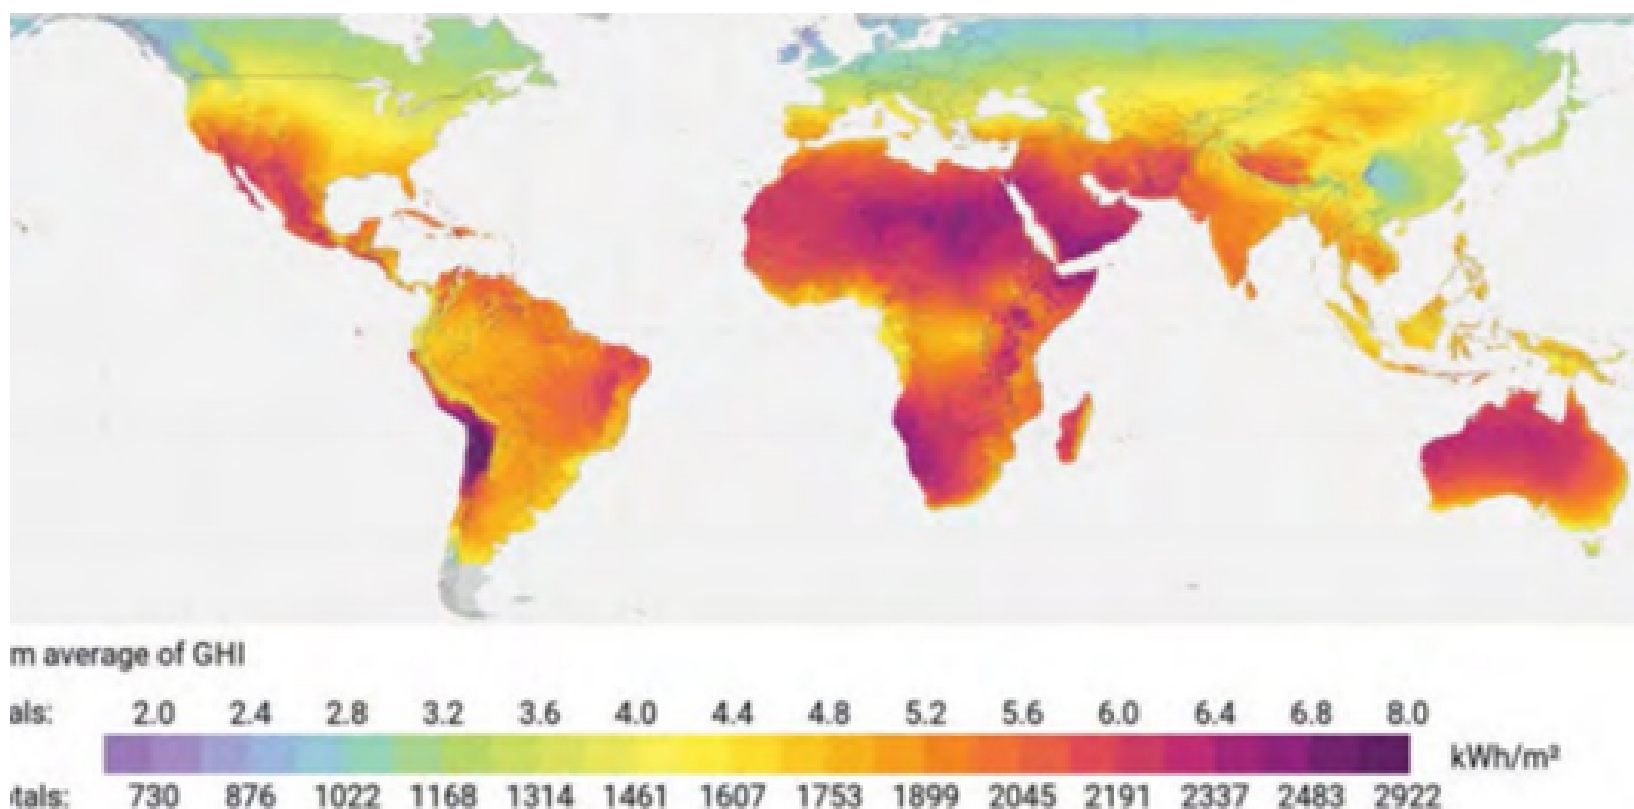 m average of GHI
als: 2.0 2.4 2.8 3.2 3.6 4.0 4.4 4.8 5.2 5.6 6.0 6.4 6.8 8.0
kWh/m²
tals: 730 876 1022 1168 1314 1461 1607 1753 1899 2045 2191 2337 2483 2922